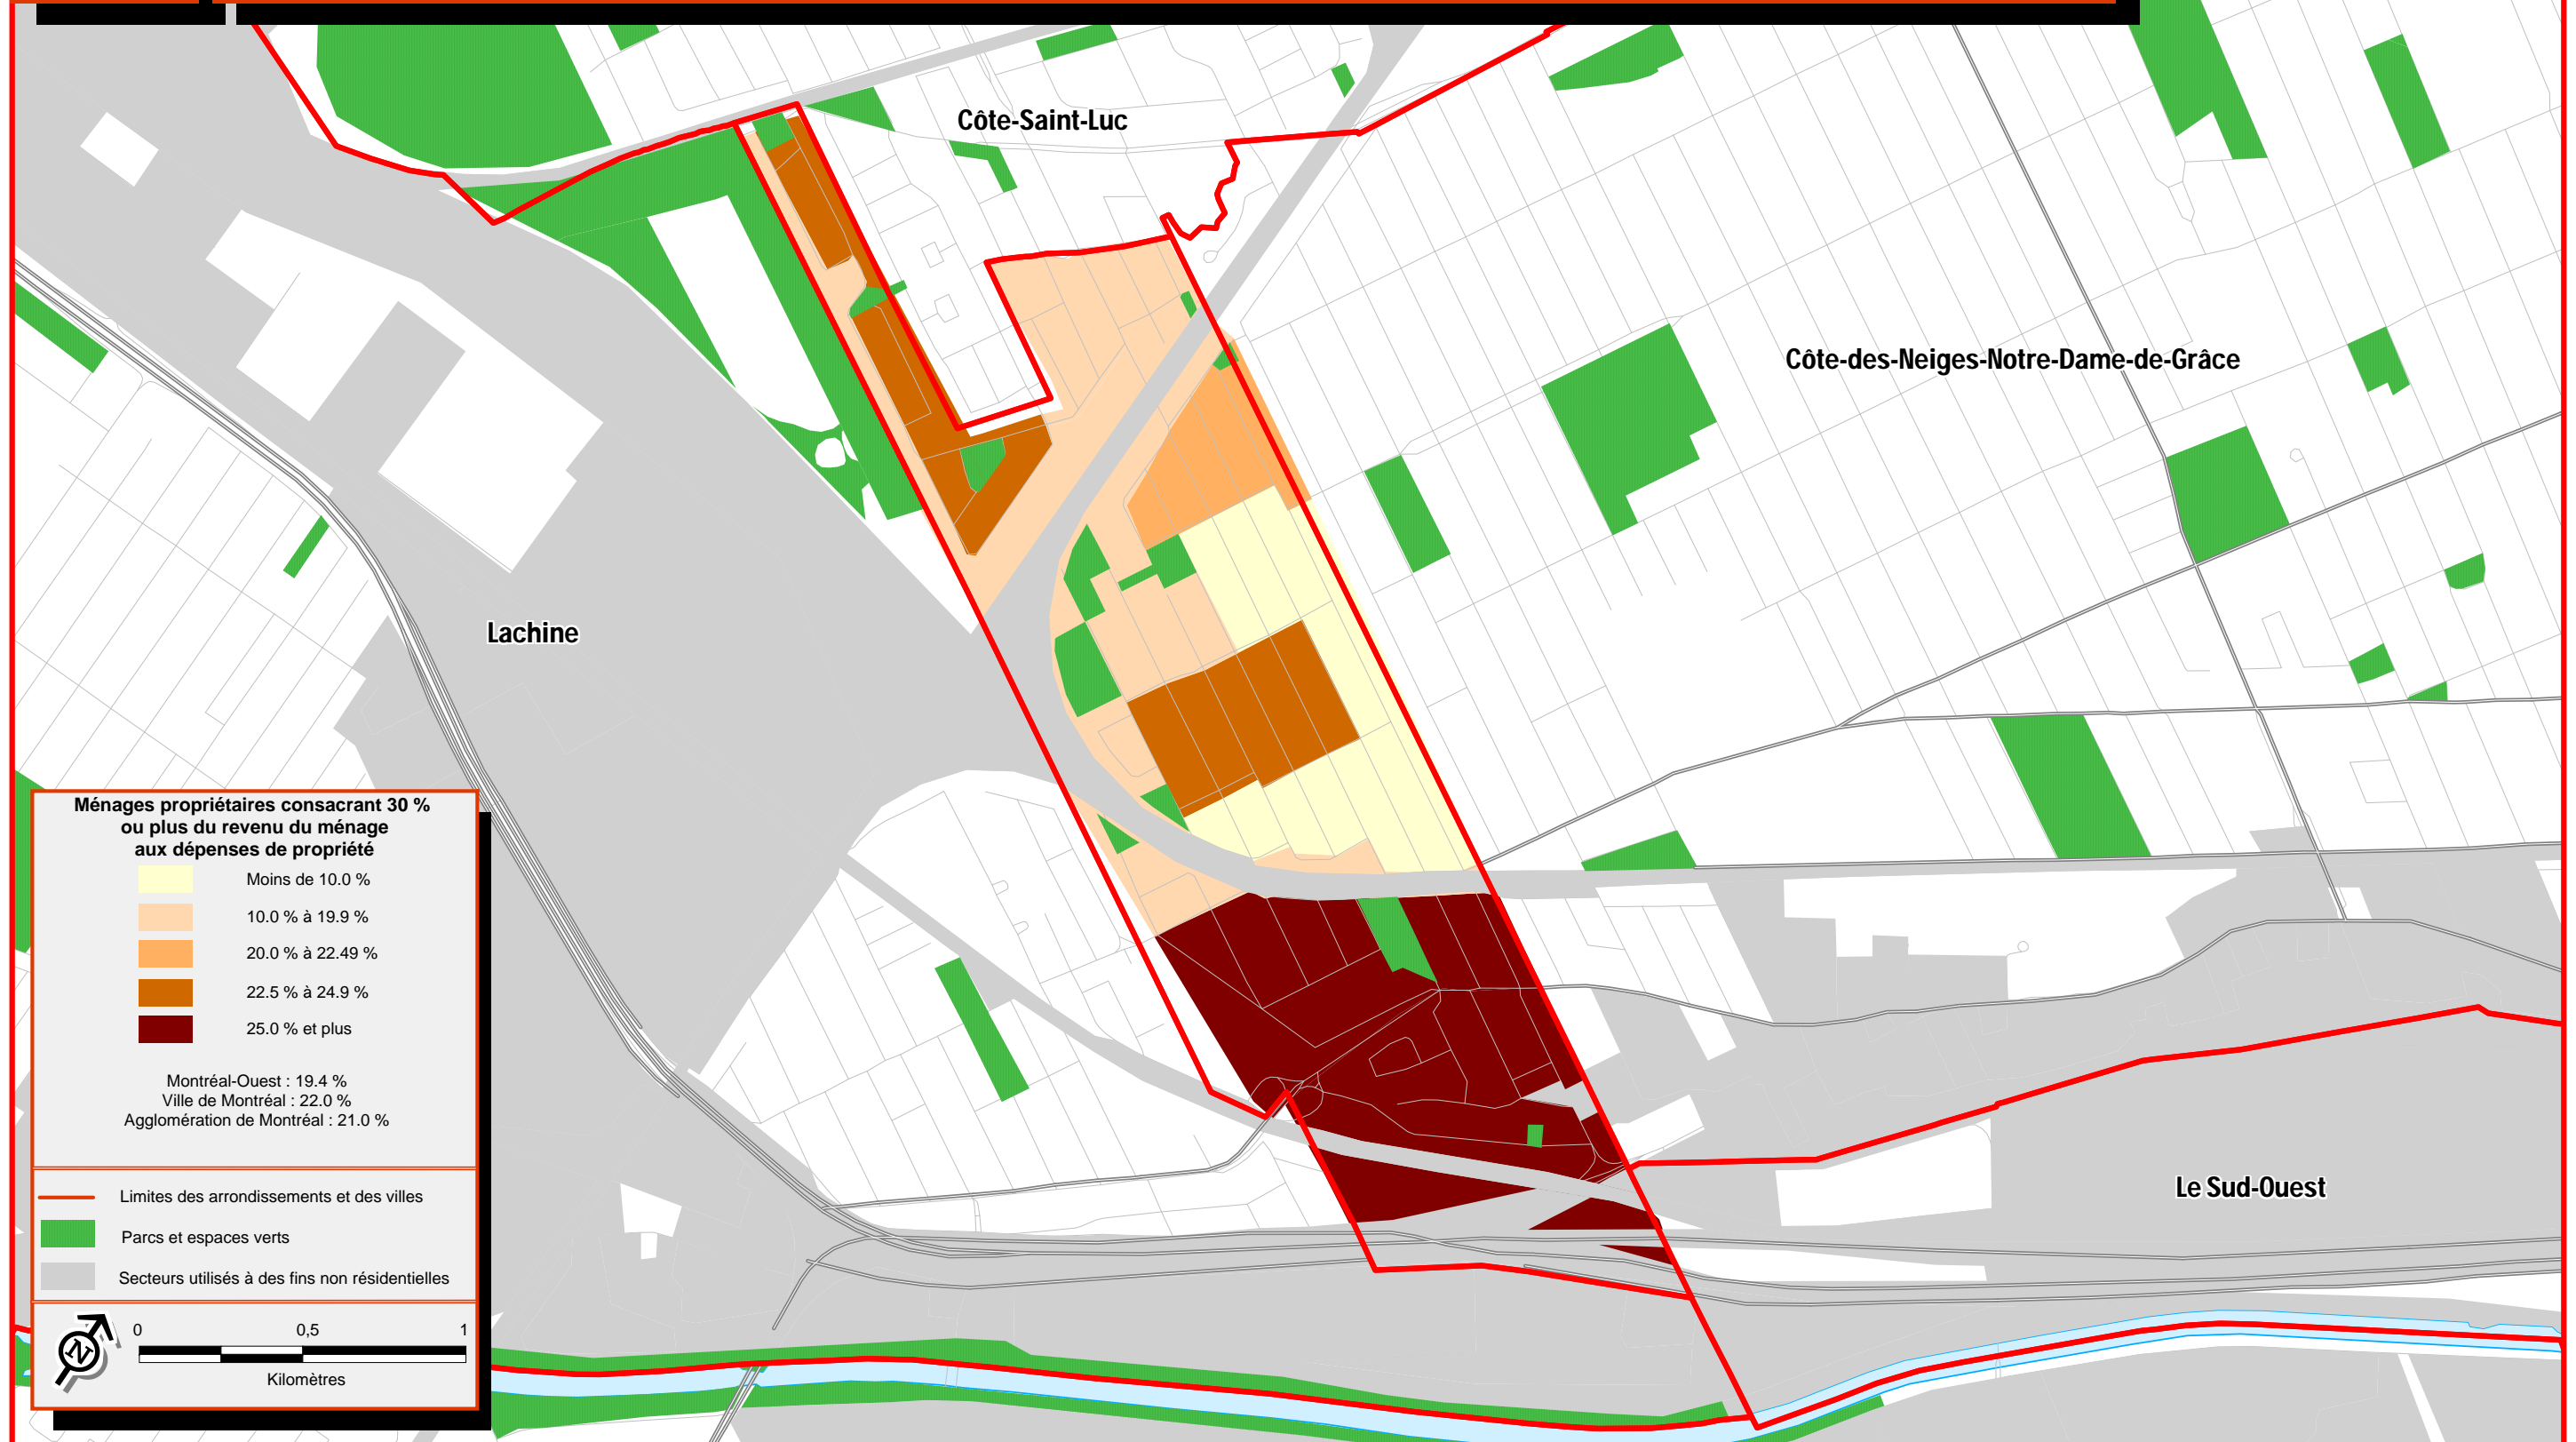 Côte-Saint-Luc
Côte-des-Neiges-Notre-Dame-de-Grâce
Lachine
Le Sud-Ouest
Ménages propriétaires consacrant 30 %
ou plus du revenu du ménage
aux dépenses de propriété
Moins de 10.0 %
10.0 % à 19.9 %
20.0 % à 22.49 %
22.5 % à 24.9 %
25.0 % et plus
Montréal-Ouest : 19.4 %
Ville de Montréal : 22.0 %
Agglomération de Montréal : 21.0 %
Limites des arrondissements et des villes
Parcs et espaces verts
Secteurs utilisés à des fins non résidentielles
N
0 0,5 1
Kilomètres